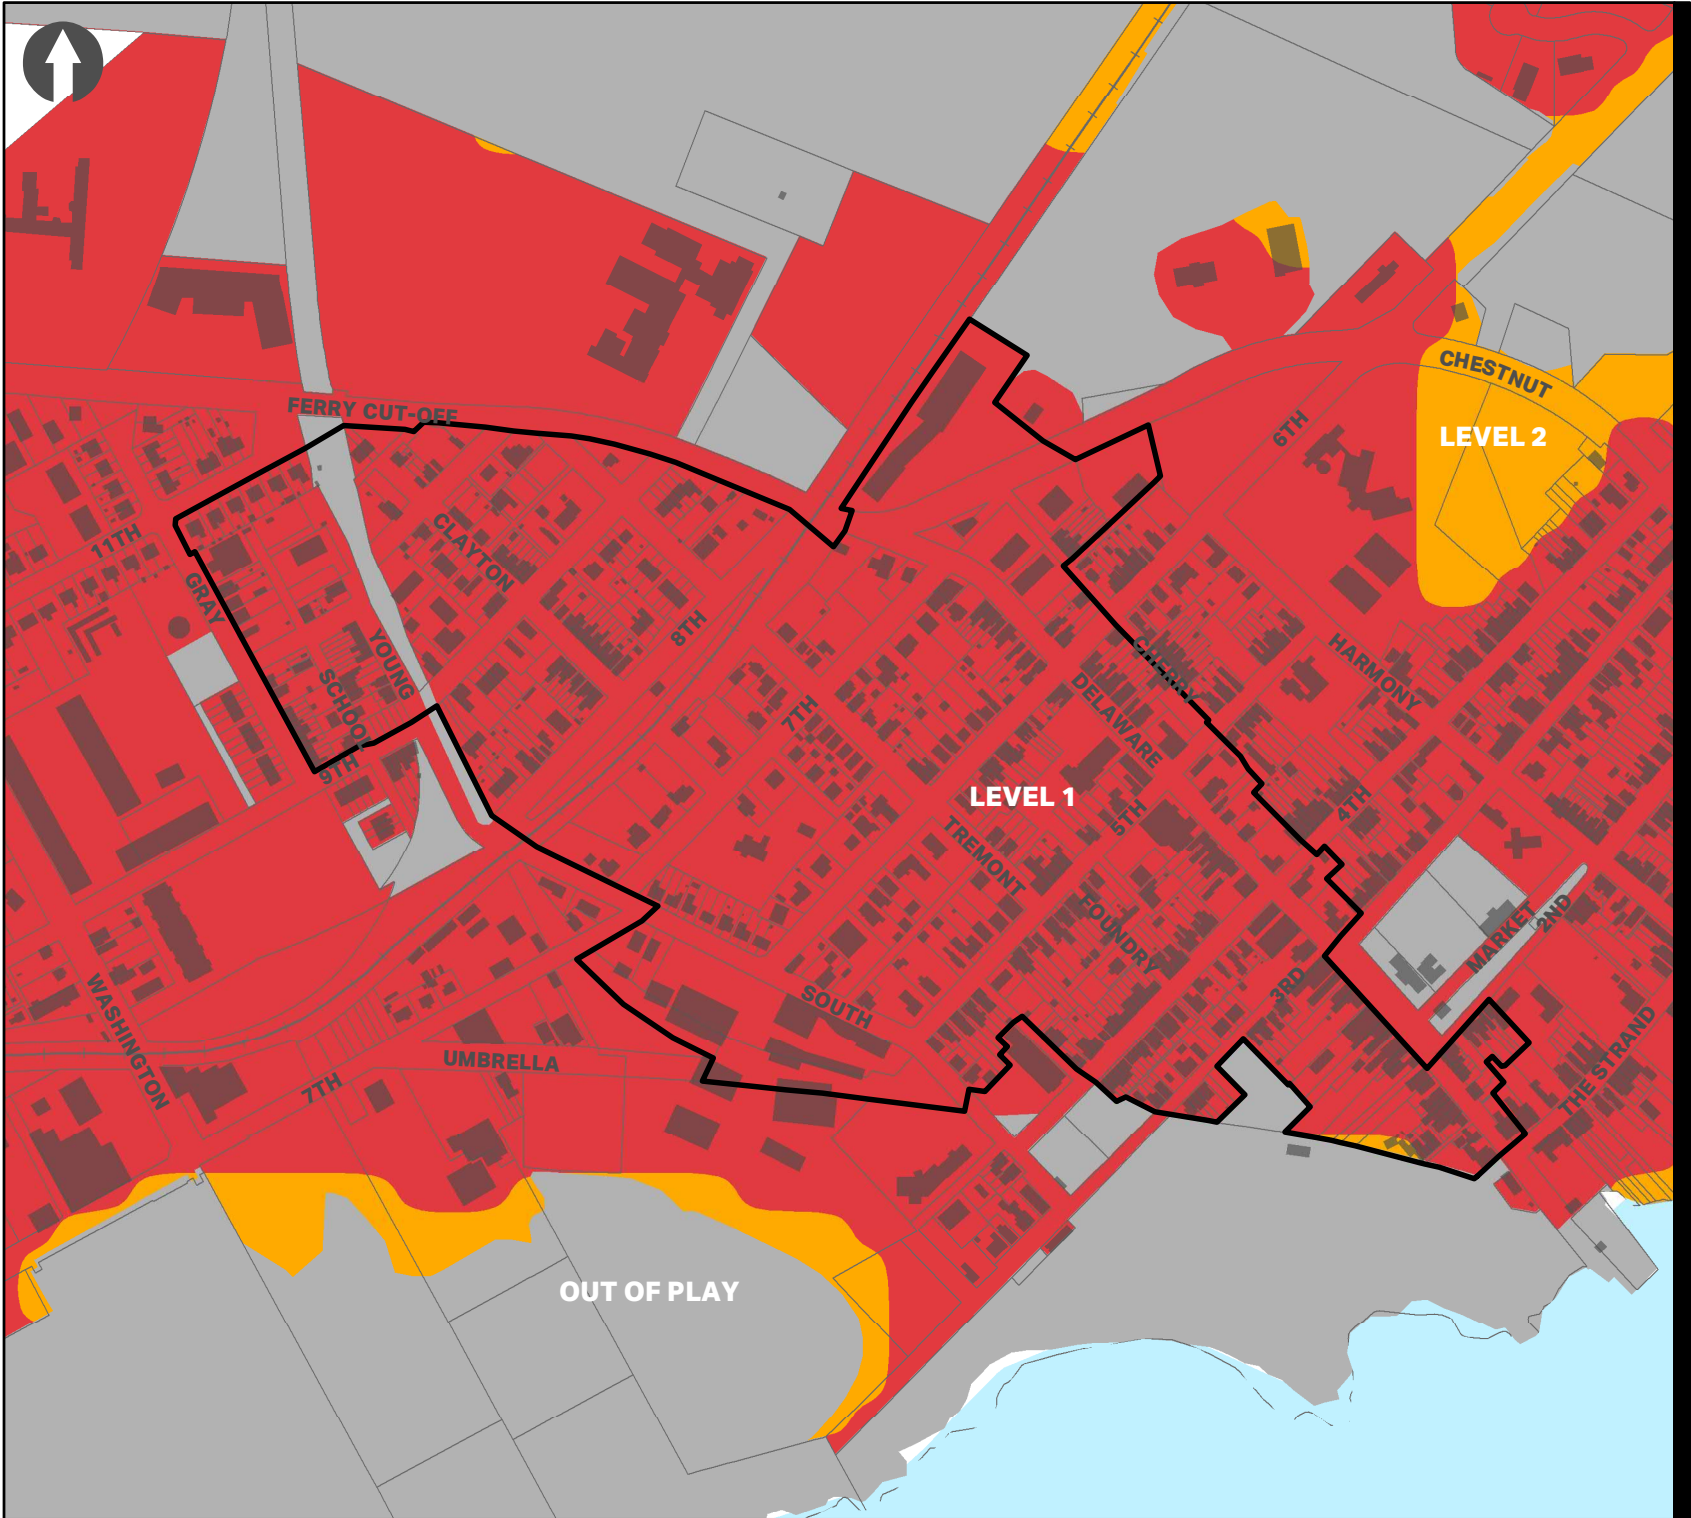 CHESTNUT
FERRY CUT-OFF
6TH
LEVEL 2
11TH
CLAYTON
GRAY
8TH
YOUNG
CHERRY
HARMONY
SCHOOL
DELAWARE
7TH
9TH
LEVEL 1
5TH
4TH
TREMONT
FOUNDRY
MARKET
2ND
3RD
SOUTH
WASHINGTON
UMBRELLA
7TH
THE STRAND
OUT OF PLAY